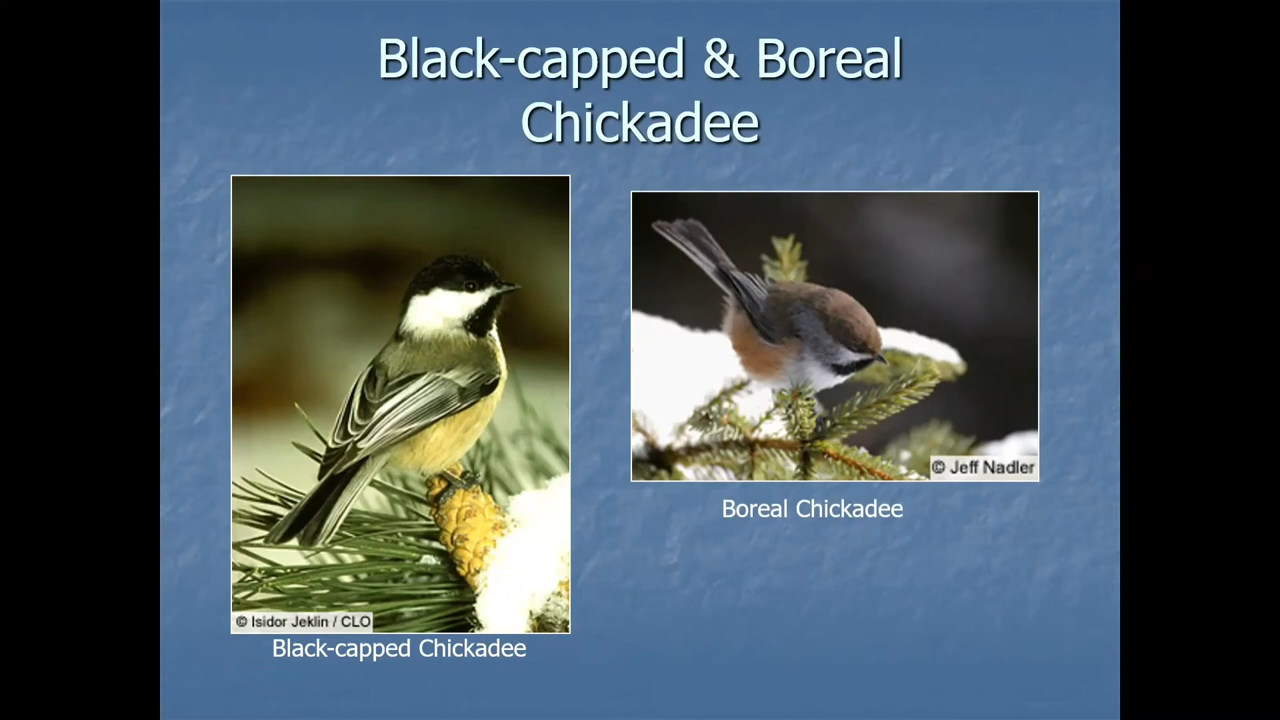 Black-capped & Boreal
Chickadee
© Jeff Nadler
Boreal Chickadee
© Isidor Jeklin / CLO
Black-capped Chickadee